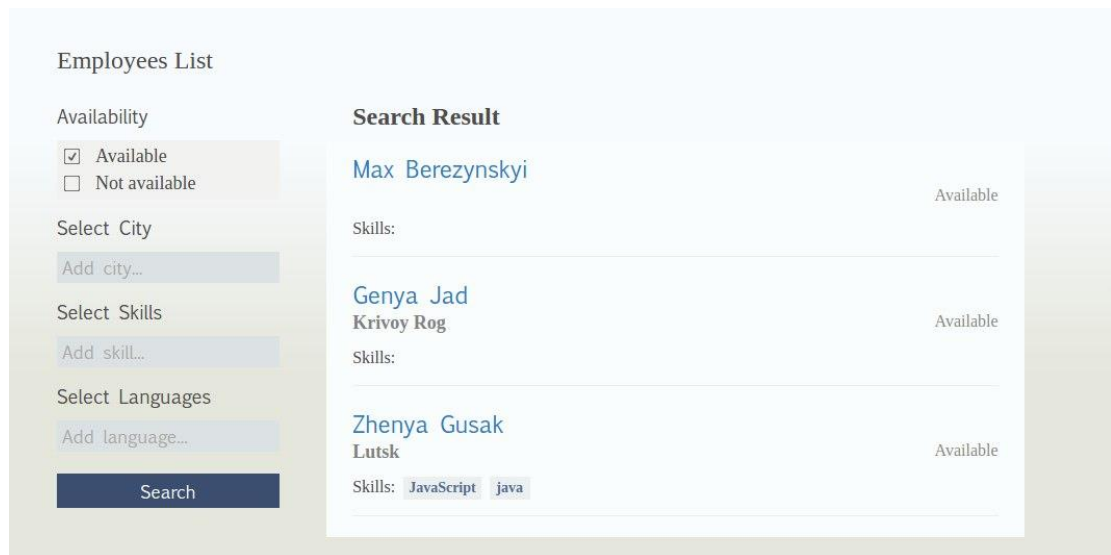 Employees List
Availability
Available
Not available
Select City
Add city...
Select Skills
Add skill...
Select Languages
Add language...
Search
Search Result
Max Berezynskyi
Available
Skills:
Genya Jad
Krivoy Rog
Available
Skills:
Zhenya Gusak
Lutsk
Available
Skills: JavaScript java